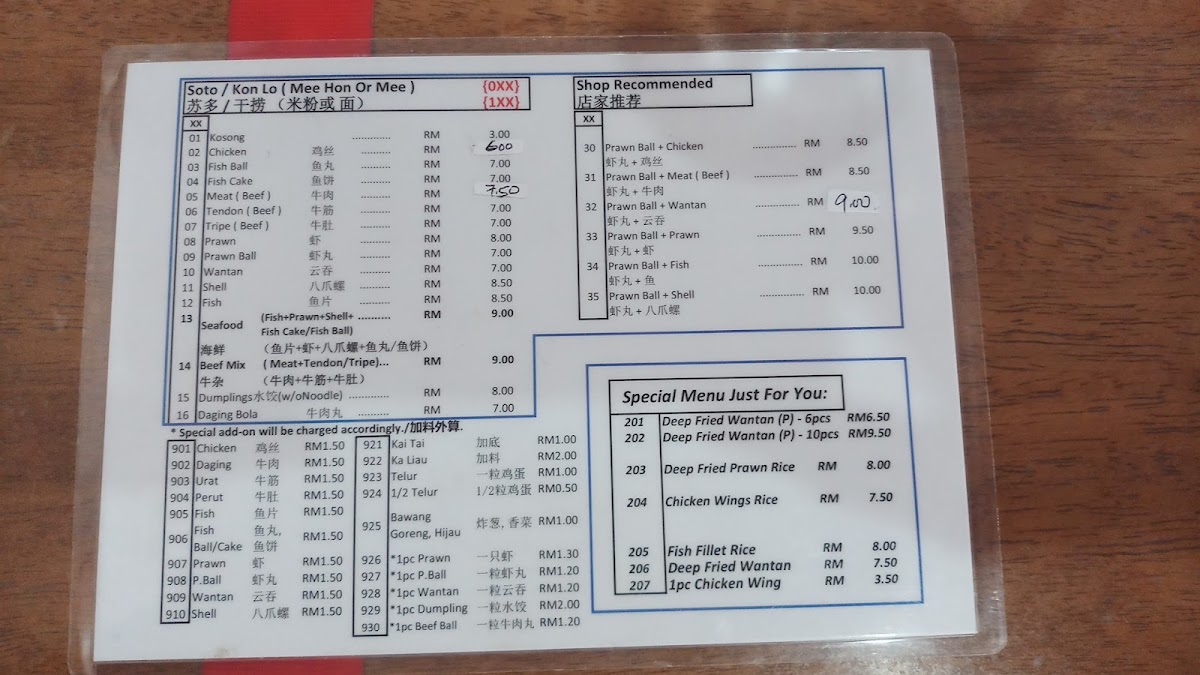 Soto / Kon Lo ( Mee Hon Or Mee ) {0XX}
苏多 / 干捞 （米粉或 面） {1XX}
XX
01 Kosong ............ RM 3.00
02 Chicken 鸡丝 .......... RM 6.00
03 Fish Ball 鱼丸 .......... RM 7.00
04 Fish Cake 鱼饼 .......... RM 7.00
05 Meat ( Beef ) 牛肉 .......... RM 7.50
06 Tendon ( Beef ) 牛筋 .......... RM 7.00
07 Tripe ( Beef ) 牛肚 .......... RM 7.00
08 Prawn 虾 .......... RM 8.00
09 Prawn Ball 虾丸 .......... RM 7.00
10 Wantan 云吞 .......... RM 7.00
11 Shell 八爪螺 .......... RM 8.50
12 Fish 鱼片 .......... RM 8.50
13 Seafood (Fish+Prawn+Shell+ .......... RM 9.00
Fish Cake/Fish Ball)
海鲜 （鱼片+虾+八爪螺+鱼丸/鱼饼）
14 Beef Mix ( Meat+Tendon/Tripe)... RM 9.00
牛杂 （牛肉+牛筋+牛肚）
15 Dumplings水饺(w/oNoodle) ............. RM 8.00
16 Daging Bola 牛肉丸 .......... RM 7.00
Shop Recommended
店家推荐
XX
30 Prawn Ball + Chicken .............. RM 8.50
虾丸 + 鸡丝
31 Prawn Ball + Meat ( Beef ) .............. RM 8.50
虾丸 + 牛肉
32 Prawn Ball + Wantan .............. RM 9.00
虾丸 + 云吞
33 Prawn Ball + Prawn .............. RM 9.50
虾丸 + 虾
34 Prawn Ball + Fish .............. RM 10.00
虾丸 + 鱼
35 Prawn Ball + Shell .............. RM 10.00
虾丸 + 八爪螺
* Special add-on will be charged accordingly./加料外算.
901 Chicken 鸡丝 RM1.50
902 Daging 牛肉 RM1.50
903 Urat 牛筋 RM1.50
904 Perut 牛肚 RM1.50
905 Fish 鱼片 RM1.50
906 Fish Ball/Cake 鱼丸, 鱼饼 RM1.50
907 Prawn 虾 RM1.50
908 P.Ball 虾丸 RM1.50
909 Wantan 云吞 RM1.50
910 Shell 八爪螺 RM1.50
921 Kai Tai 加底 RM1.00
922 Ka Liau 加料 RM2.00
923 Telur 一粒鸡蛋 RM1.00
924 1/2 Telur 1/2粒鸡蛋 RM0.50
925 Bawang Goreng, Hijau 炸葱, 香菜 RM1.00
926 *1pc Prawn 一只虾 RM1.30
927 *1pc P.Ball 一粒虾丸 RM1.20
928 *1pc Wantan 一粒云吞 RM1.20
929 *1pc Dumpling 一粒水饺 RM2.00
930 *1pc Beef Ball 一粒牛肉丸 RM1.20
Special Menu Just For You:
201 Deep Fried Wantan (P) - 6pcs RM6.50
202 Deep Fried Wantan (P) - 10pcs RM9.50
203 Deep Fried Prawn Rice RM 8.00
204 Chicken Wings Rice RM 7.50
205 Fish Fillet Rice RM 8.00
206 Deep Fried Wantan RM 7.50
207 1pc Chicken Wing RM 3.50